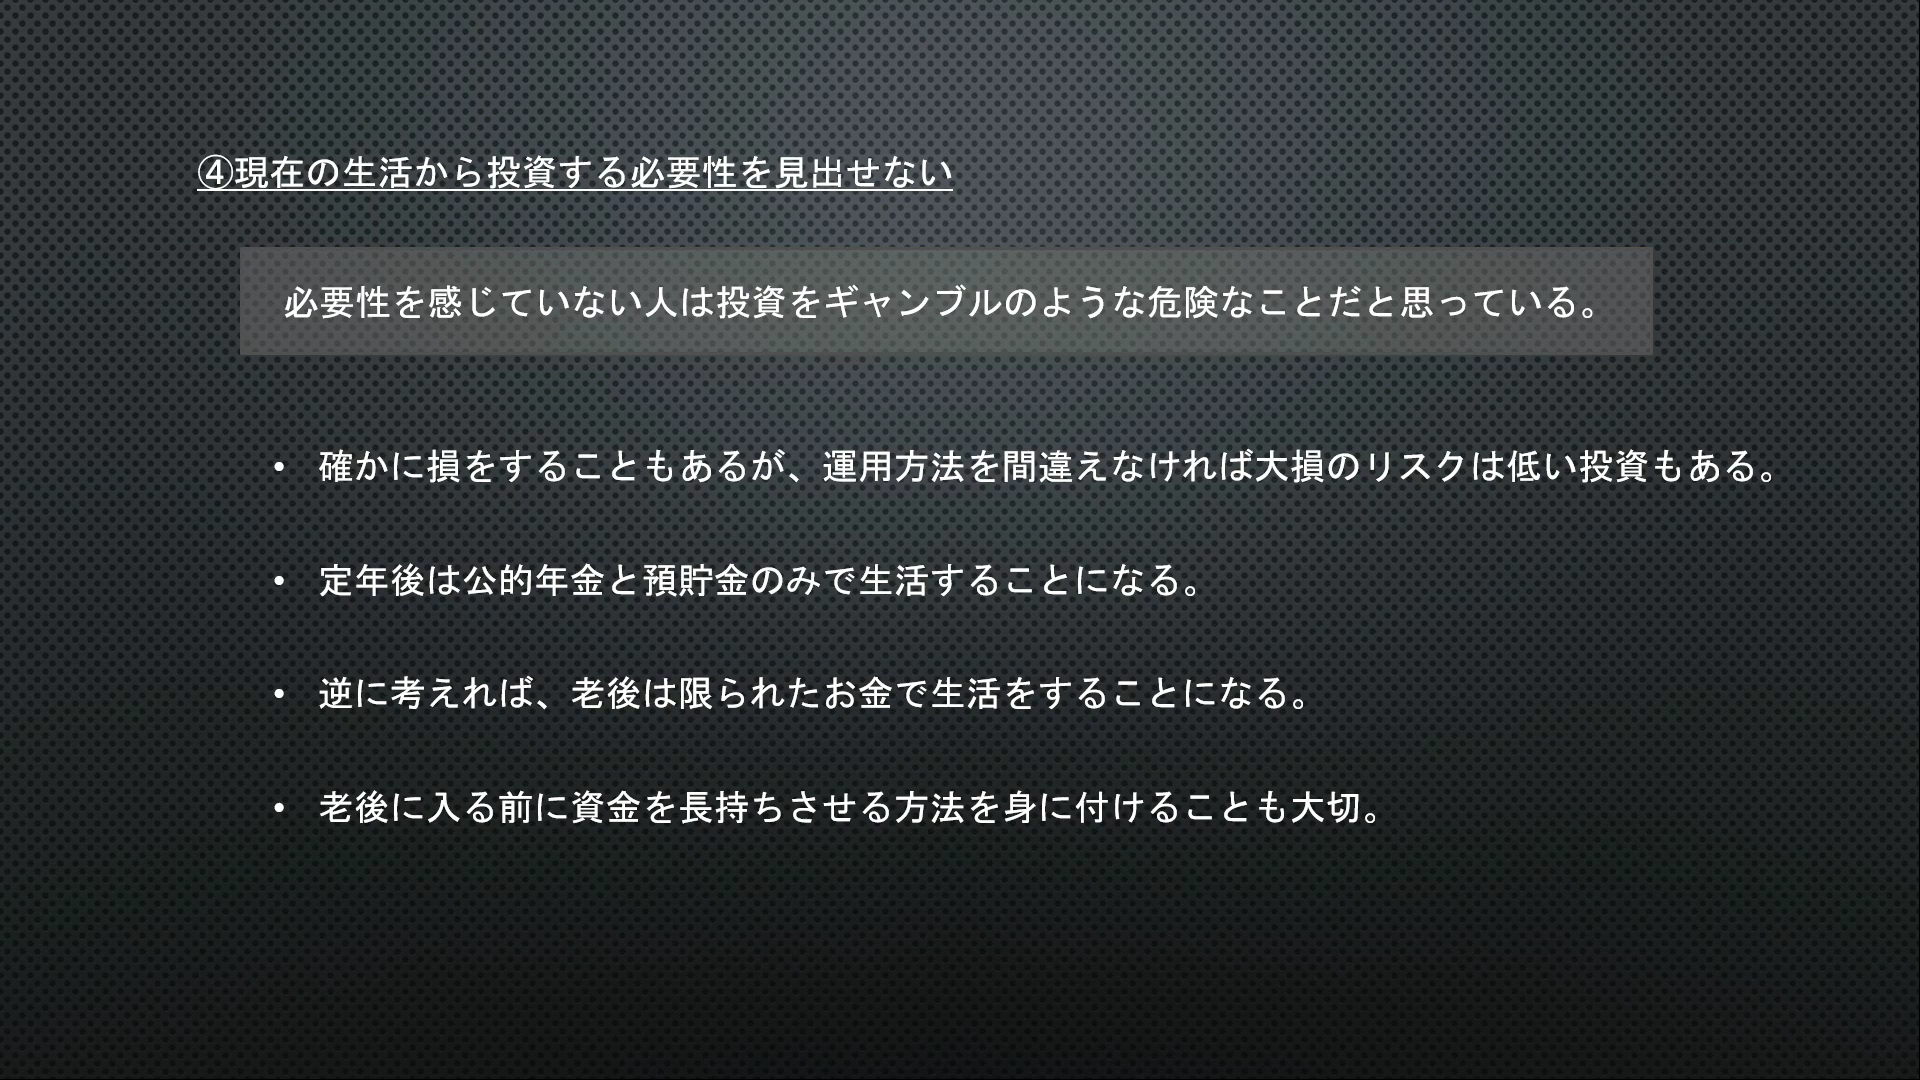 ④現在の生活から投資する必要性を見出せない
必要性を感じていない人は投資をギャンブルのような危険なことだと思っている。
• 確かに損をすることもあるが、運用方法を間違えなければ大損のリスクは低い投資もある。
• 定年後は公的年金と預貯金のみで生活することになる。
• 逆に考えれば、老後は限られたお金で生活をすることになる。
• 老後に入る前に資金を長持ちさせる方法を身に付けることも大切。